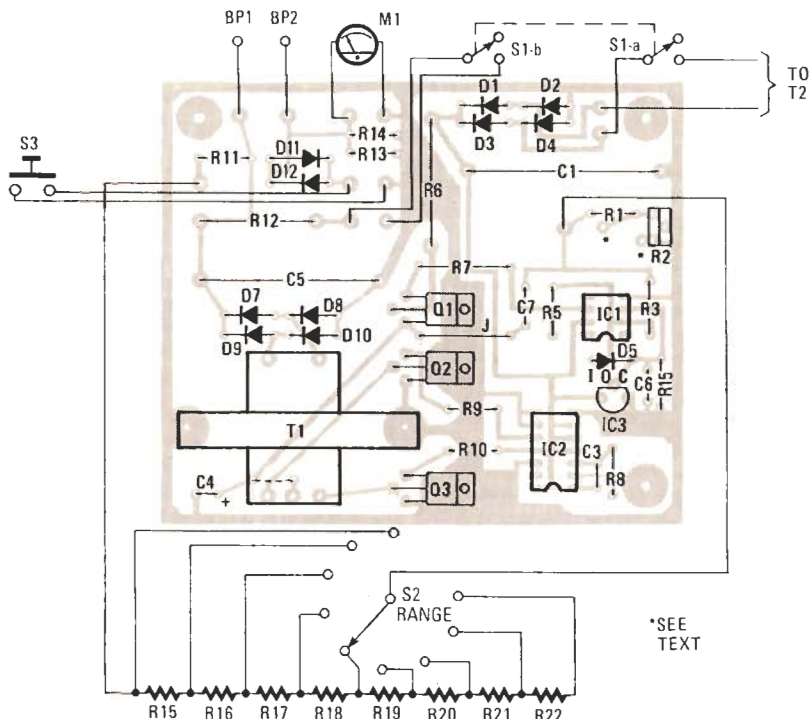 BP1 BP2 M1
S1-b S1-a
TO
T2
D1 D2
D3 D4
S3
R14
R13
R11 D11
D12
R6
C1
R12
R1
*
*
R2
C5
R7
D7 D8
D9 D10
Q1
C7
R5
IC1
R3
J
D5
Q2
I O C
C6
R15
IC3
T1
R9
R10
IC2
C3
R8
C4
+
Q3
S2
RANGE
*SEE
TEXT
R15 R16 R17 R18 R19 R20 R21 R22